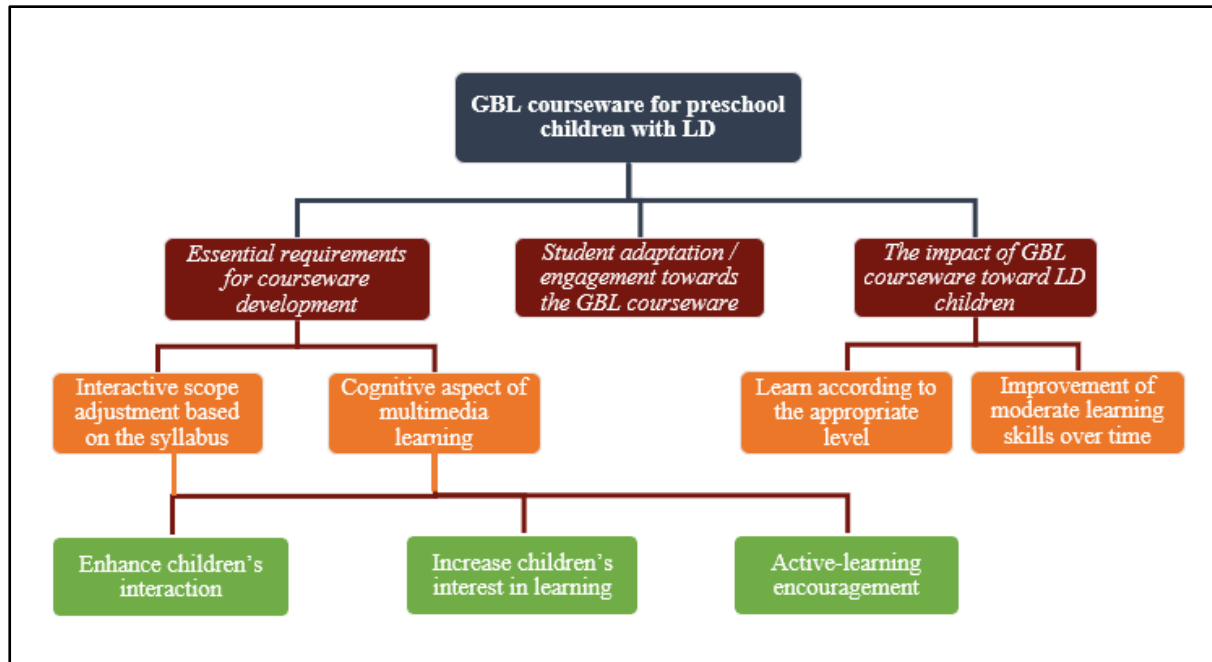 GBL courseware for preschool
children with LD
Essential requirements
for courseware
development
Student adaptation /
engagement towards
the GBL courseware
The impact of GBL
courseware toward LD
children
Interactive scope
adjustment based
on the syllabus
Cognitive aspect of
multimedia
learning
Learn according to
the appropriate
level
Improvement of
moderate learning
skills over time
Enhance children’s
interaction
Increase children’s
interest in learning
Active-learning
encouragement